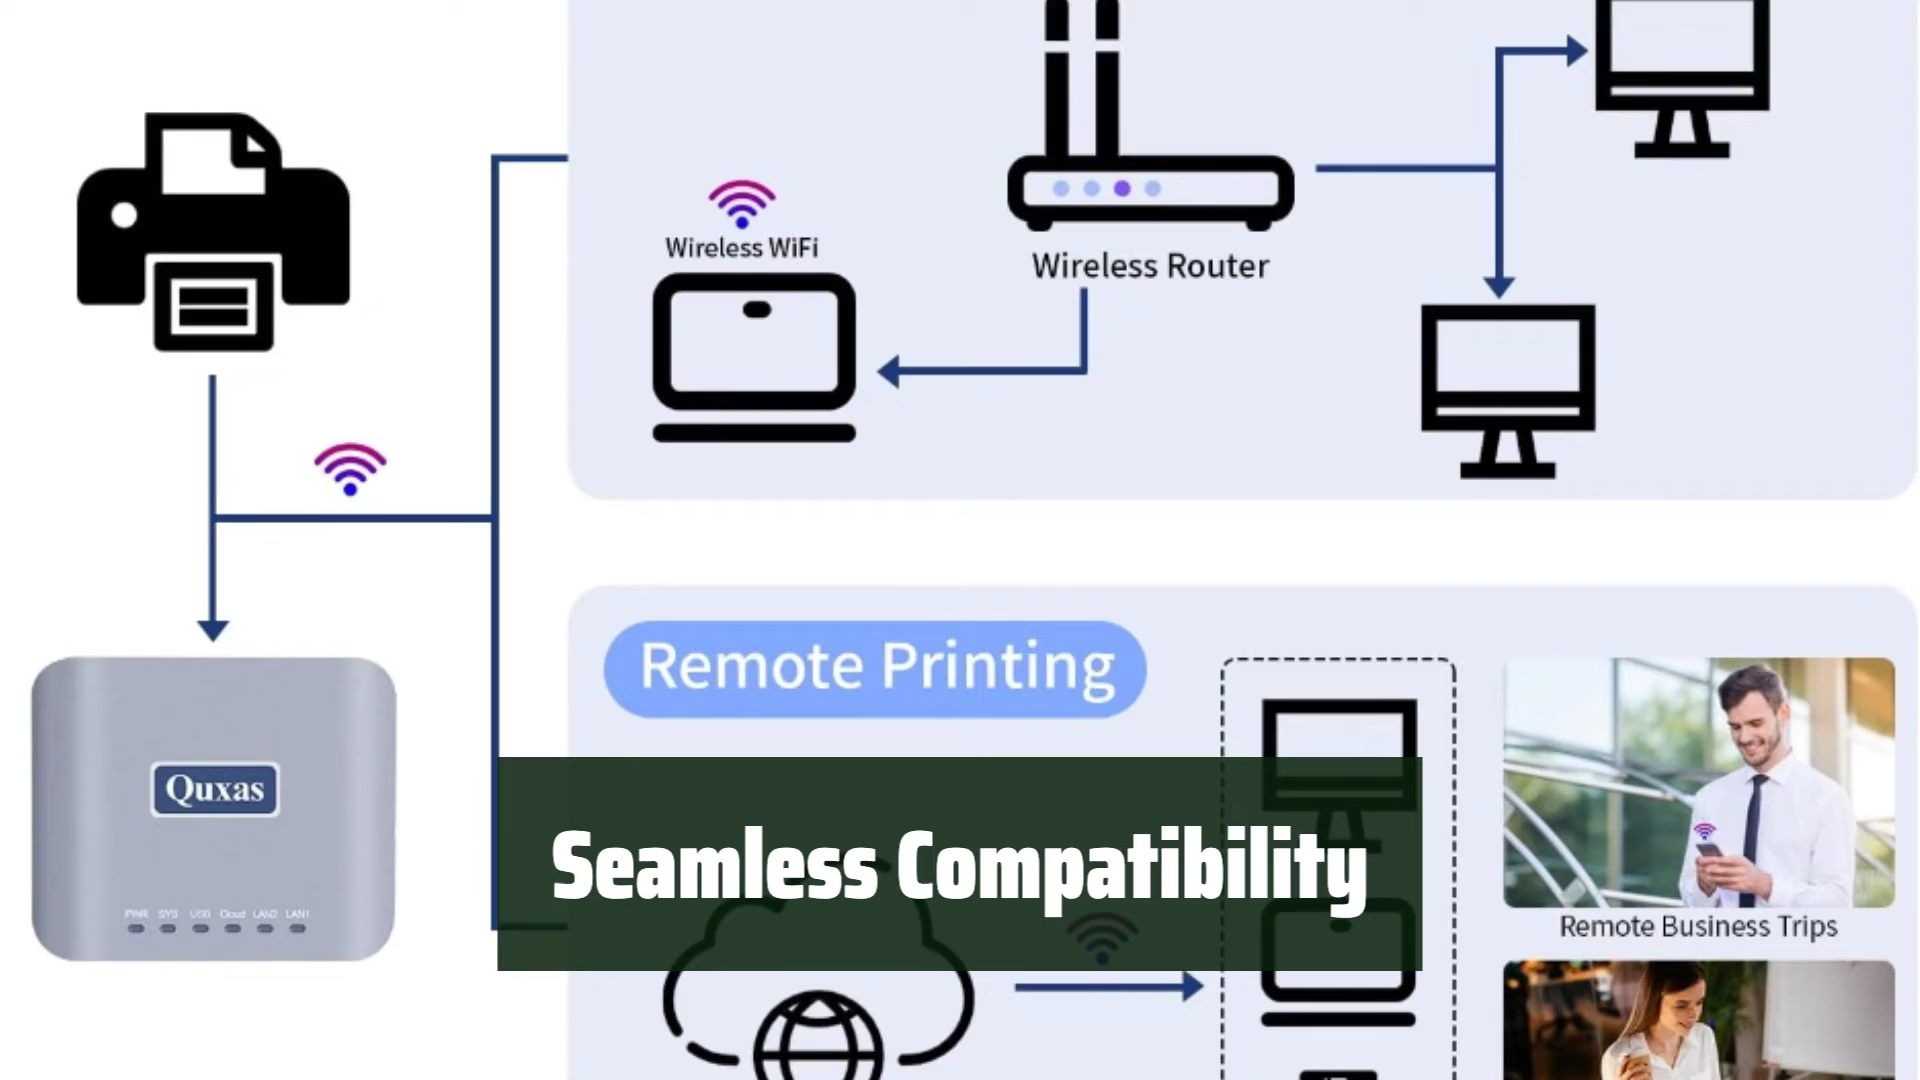 Wireless WiFi
Wireless Router
Remote Printing
Quxas
PWR SYS USB Cloud LAN2 LAN1
Seamless Compatibility
Remote Business Trips